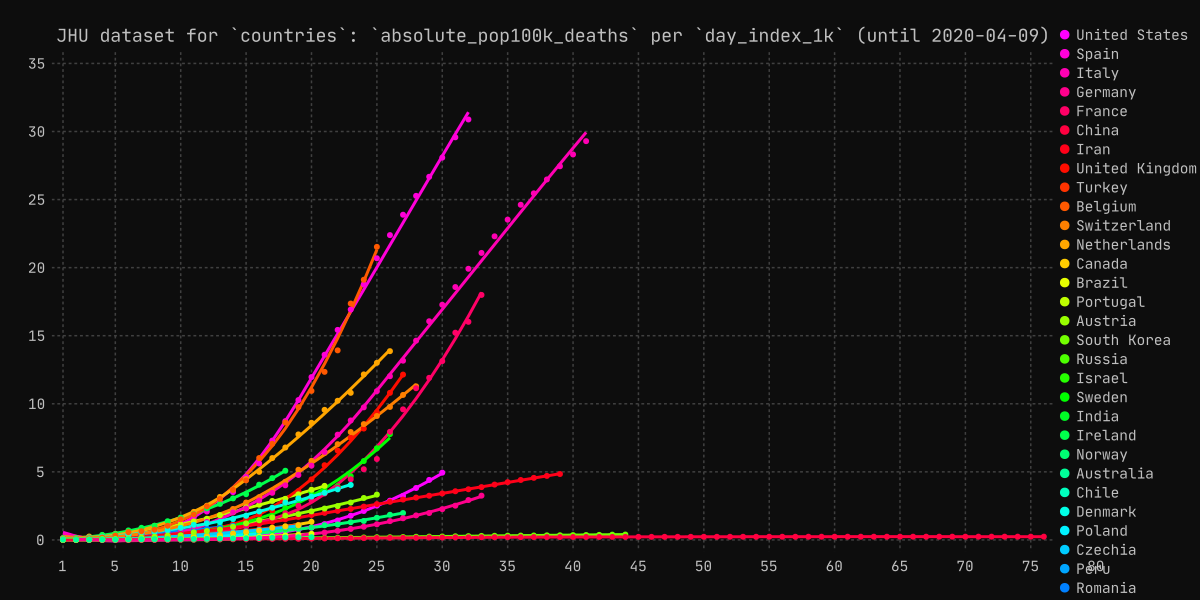 JHU dataset for `countries`: `absolute_pop100k_deaths` per `day_index_1k` (until 2020-04-09)
United States
Spain
Italy
Germany
France
China
Iran
United Kingdom
Turkey
Belgium
Switzerland
Netherlands
Canada
Brazil
Portugal
Austria
South Korea
Russia
Israel
Sweden
India
Ireland
Norway
Australia
Chile
Denmark
Poland
Czechia
Peru
Romania
35
30
25
20
15
10
5
0
1 5 10 15 20 25 30 35 40 45 50 55 60 65 70 75 80